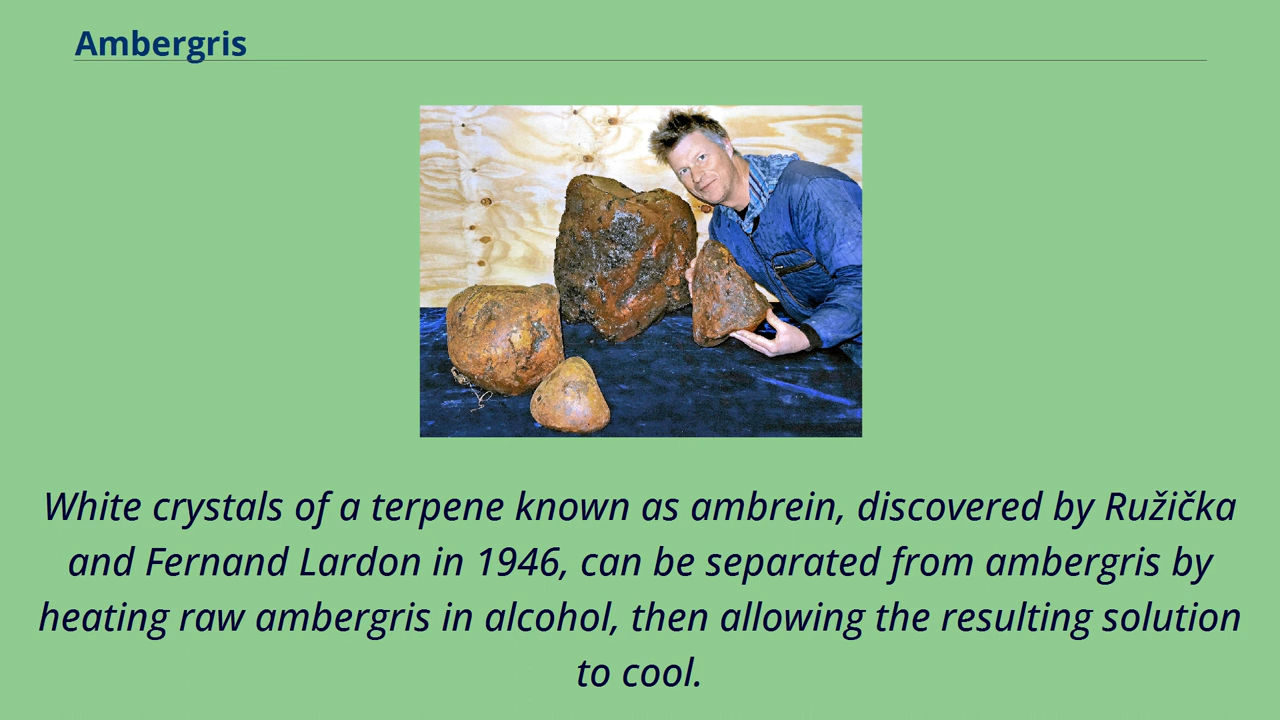 Ambergris
White crystals of a terpene known as ambrein, discovered by Ružička
and Fernand Lardon in 1946, can be separated from ambergris by
heating raw ambergris in alcohol, then allowing the resulting solution
to cool.